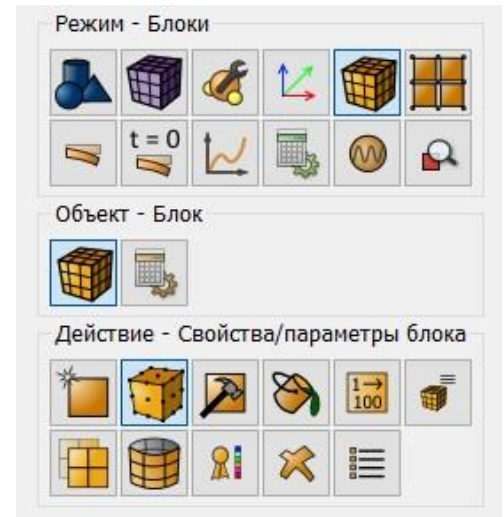 Режим - Блоки
t = 0
Объект - Блок
Действие - Свойства/параметры блока
1→
100